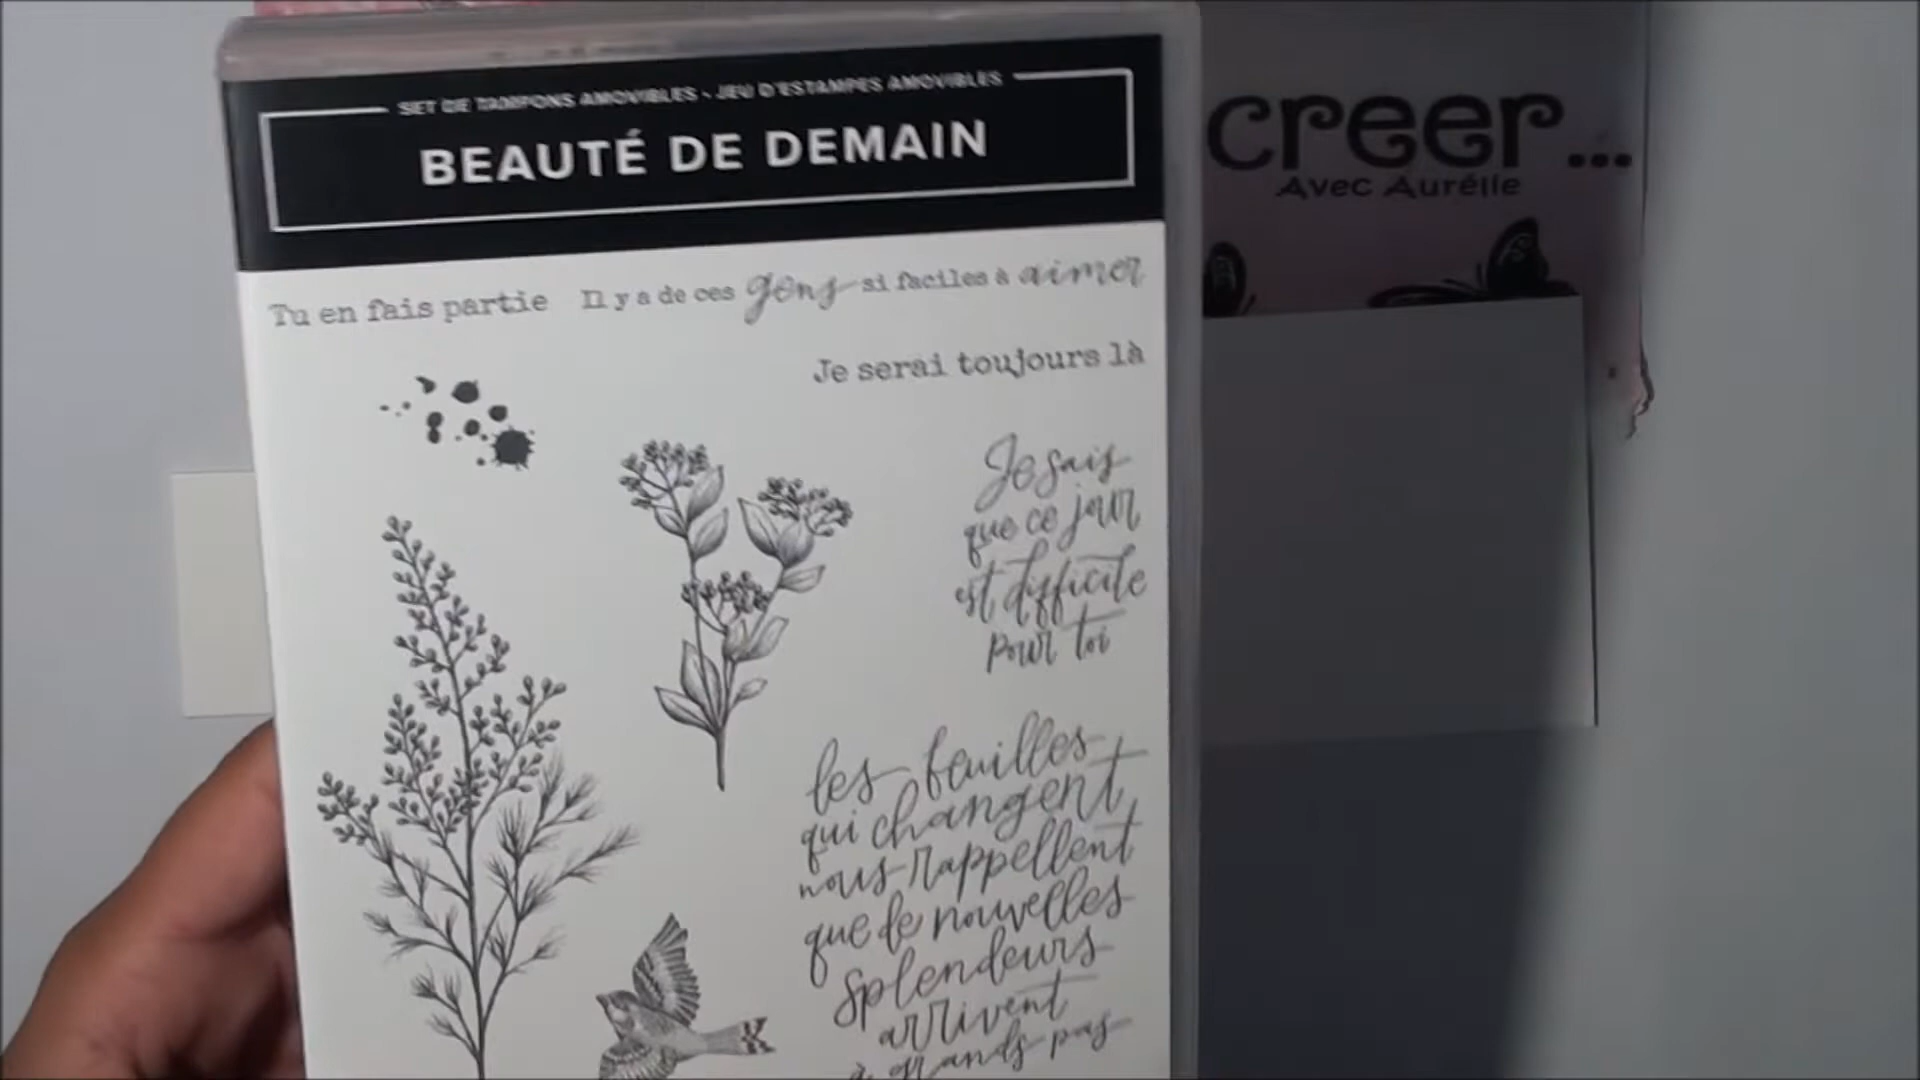 SET DE TAMPONS AMOVIBLES - JEU D'ESTAMPES AMOVIBLES
BEAUTÉ DE DEMAIN
Tu en fais partie
Il y a de ces gens si faciles à aimer
Je serai toujours là
Je sais
que ce jour
est difficile
pour toi
les feuilles
qui changent
nous rappellent
que de nouvelles
splendeurs
arrivent
à grands pas
creer...
Avec Aurélie